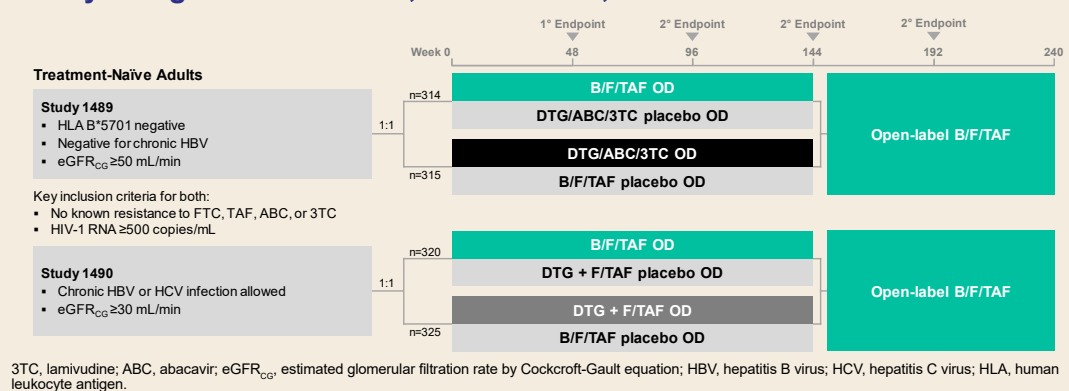 1° Endpoint 2° Endpoint 2° Endpoint 2° Endpoint
Week 0 48 96 144 192 240
Treatment-Naïve Adults
Study 1489
▪ HLA B*5701 negative
▪ Negative for chronic HBV
▪ eGFRCG ≥50 mL/min
1:1
n=314
B/F/TAF OD
DTG/ABC/3TC placebo OD
n=315
DTG/ABC/3TC OD
B/F/TAF placebo OD
Open-label B/F/TAF
Key inclusion criteria for both:
▪ No known resistance to FTC, TAF, ABC, or 3TC
▪ HIV-1 RNA ≥500 copies/mL
Study 1490
▪ Chronic HBV or HCV infection allowed
▪ eGFRCG ≥30 mL/min
1:1
n=320
B/F/TAF OD
DTG + F/TAF placebo OD
n=325
DTG + F/TAF OD
B/F/TAF placebo OD
Open-label B/F/TAF
3TC, lamivudine; ABC, abacavir; eGFRCG, estimated glomerular filtration rate by Cockcroft-Gault equation; HBV, hepatitis B virus; HCV, hepatitis C virus; HLA, human
leukocyte antigen.